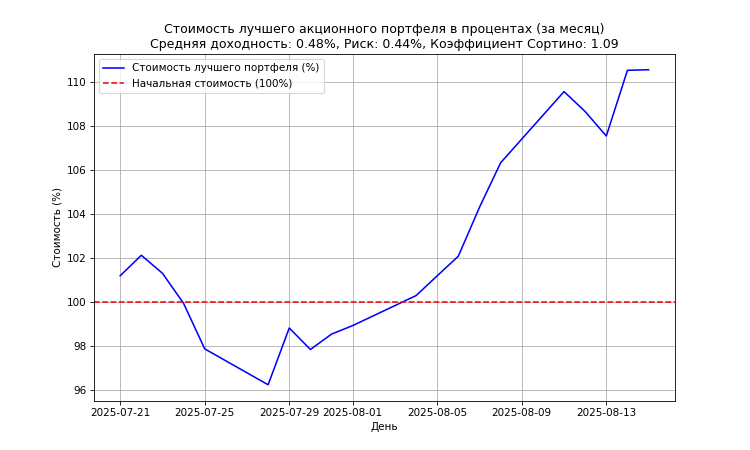 Стоимость лучшего акционного портфеля в процентах (за месяц)
Средняя доходность: 0.48%, Риск: 0.44%, Коэффициент Сортино: 1.09
Стоимость лучшего портфеля (%)
Начальная стоимость (100%)
Стоимость (%)
110
108
106
104
102
100
98
96
2025-07-21 2025-07-25 2025-07-29 2025-08-01 2025-08-05 2025-08-09 2025-08-13
День